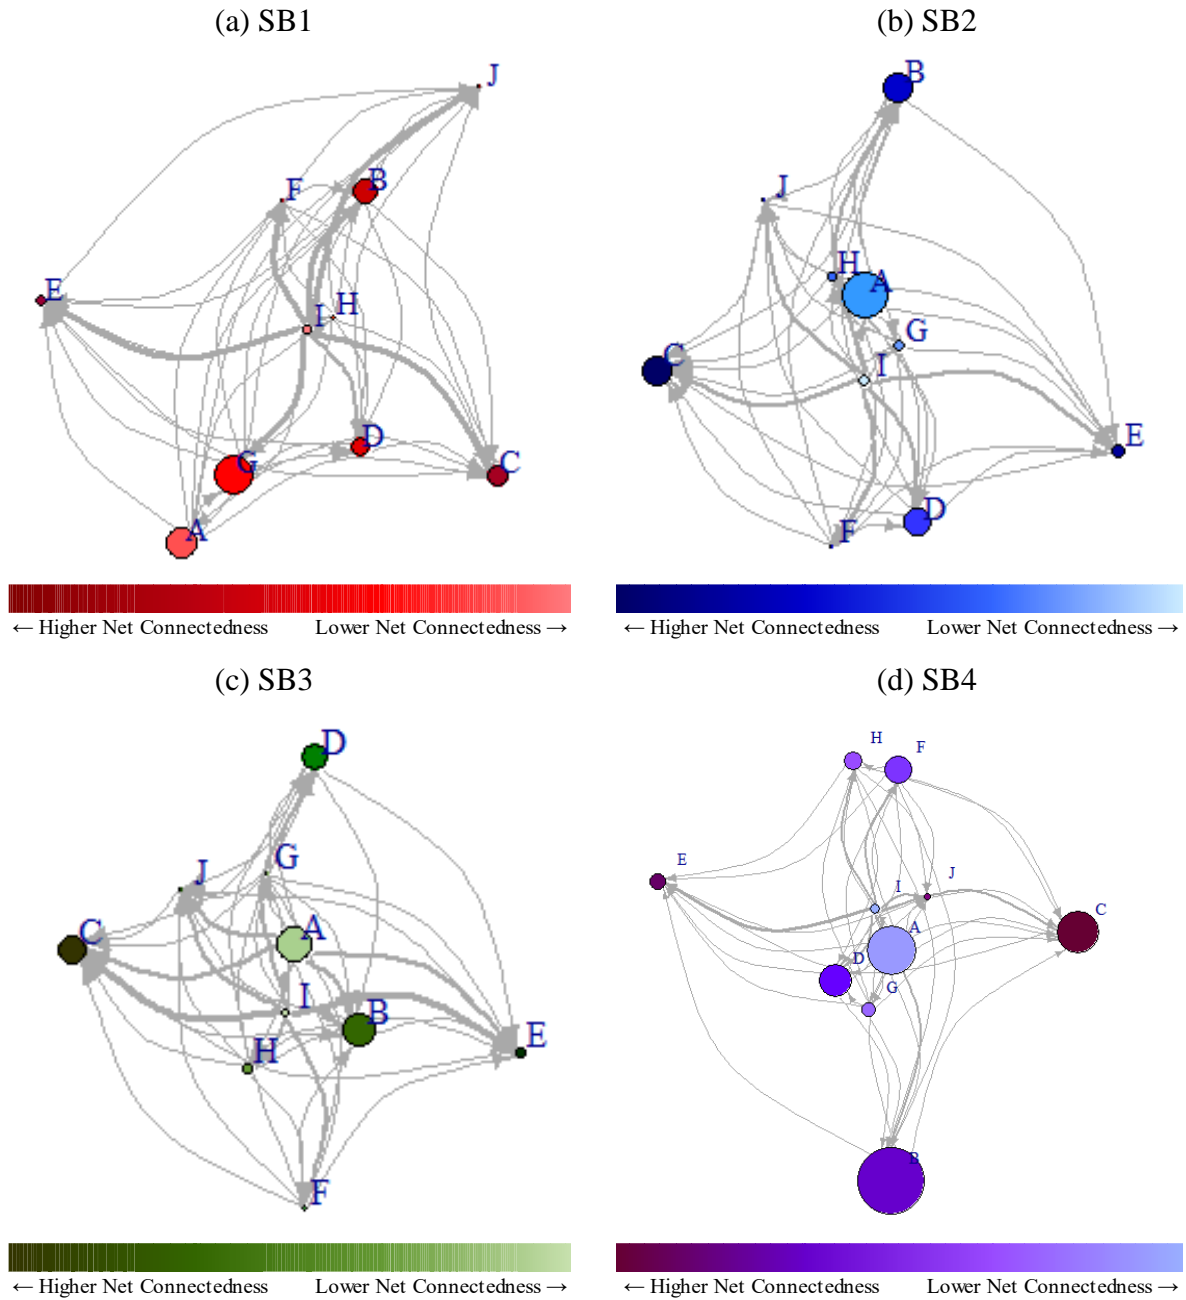 (a) SB1
J
F
B
E
I
H
D
G
C
A
← Higher Net Connectedness Lower Net Connectedness →
(b) SB2
B
J
H
A
G
C
I
E
D
F
← Higher Net Connectedness Lower Net Connectedness →
(c) SB3
D
G
J
A
C
I
B
E
H
F
← Higher Net Connectedness Lower Net Connectedness →
(d) SB4
H
F
E
J
I
C
A
D
G
B
← Higher Net Connectedness Lower Net Connectedness →